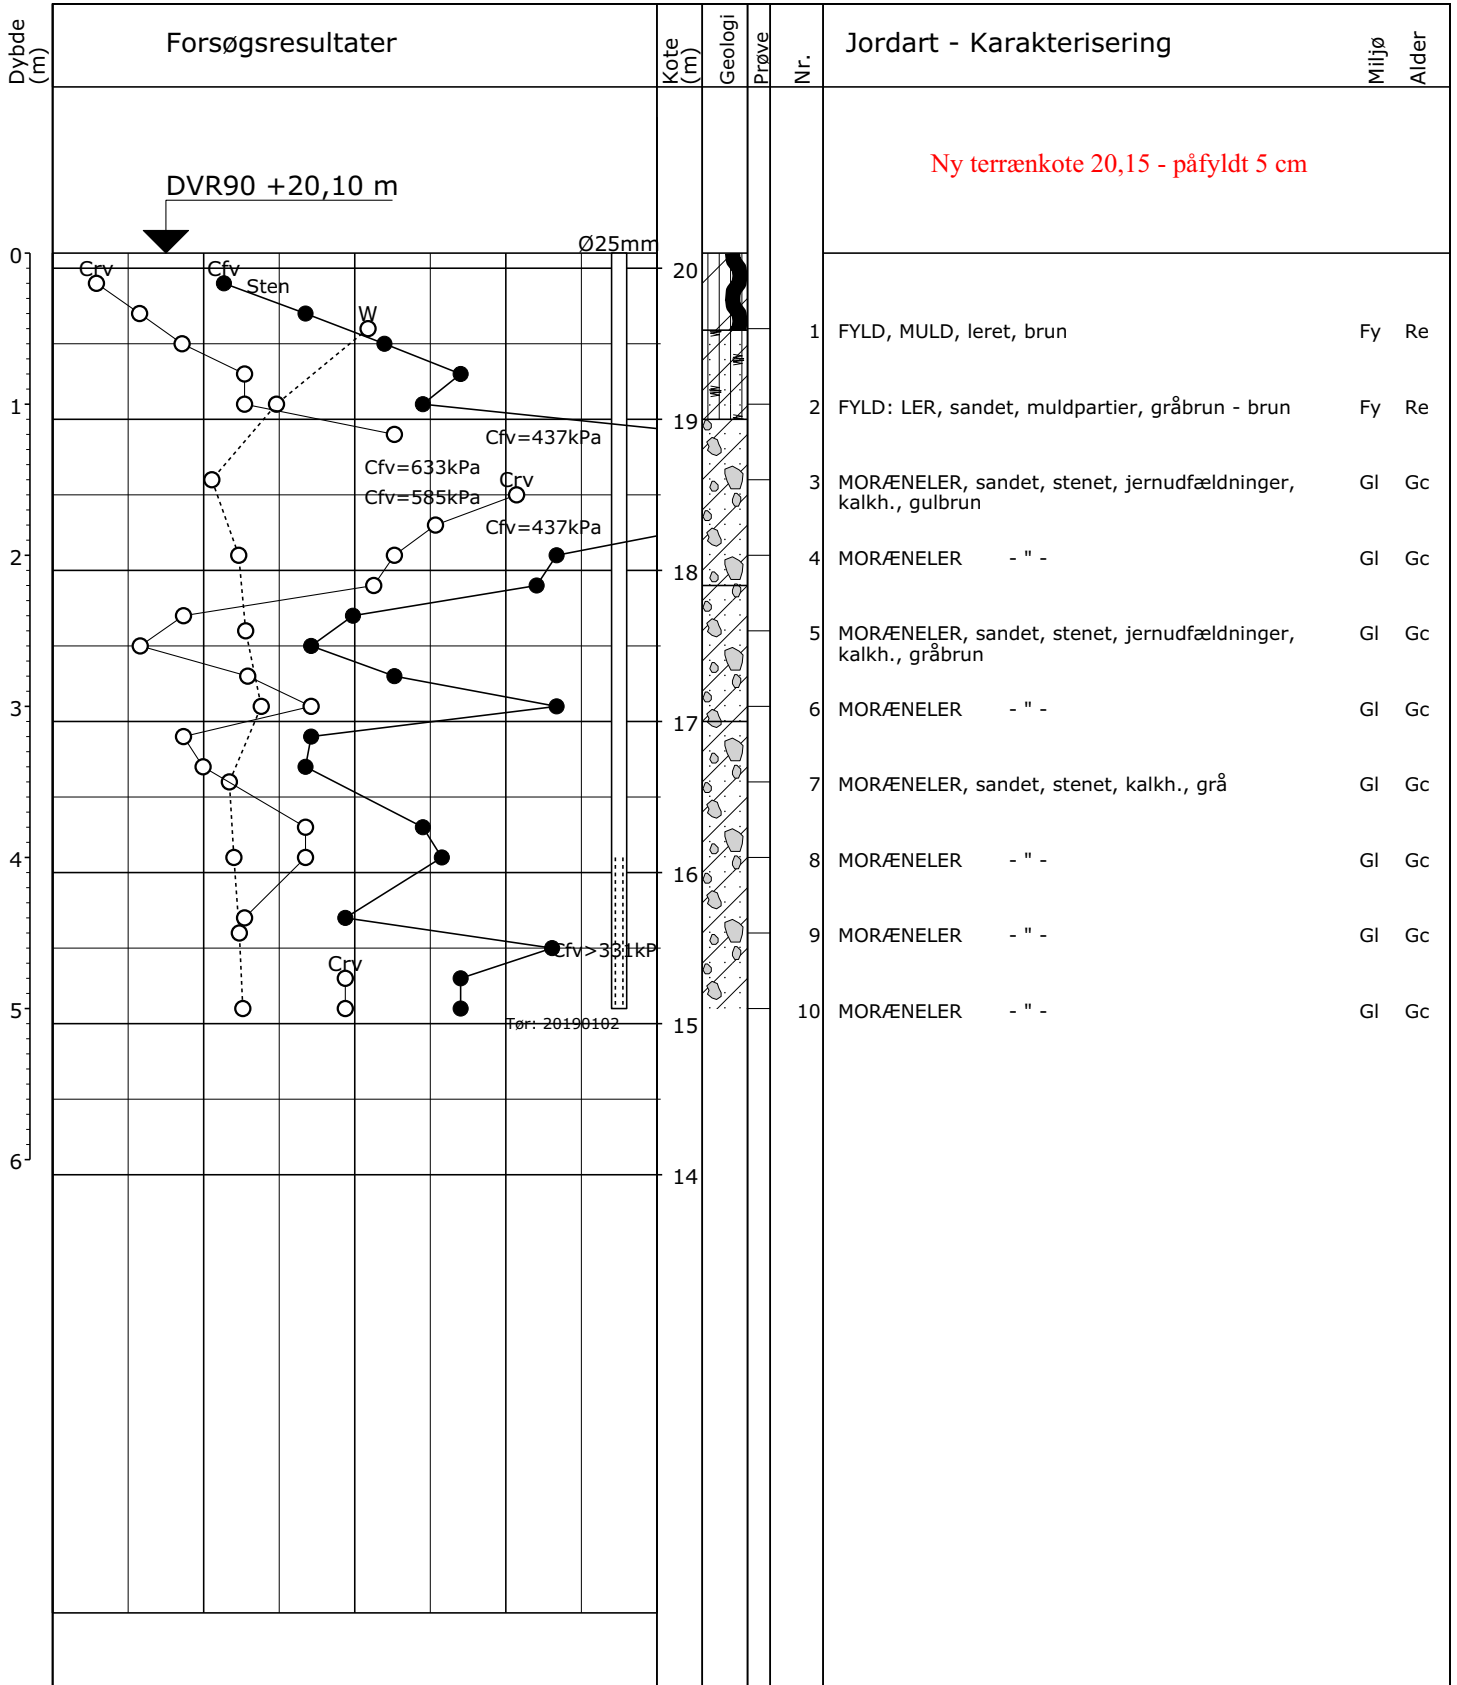 Dybde
(m)
Forsøgsresultater
Kote
(m)
Geologi
Prøve
Nr.
Jordart - Karakterisering
Miljø
Alder
Ny terrænkote 20,15 - påfyldt 5 cm
DVR90 +20,10 m
Ø25mm
0
Crv
Cfv
Sten
W
20
1 FYLD, MULD, leret, brun Fy Re
1
2 FYLD: LER, sandet, muldpartier, gråbrun - brun Fy Re
19
Cfv=437kPa
Cfv=633kPa
Crv
Cfv=585kPa
3 MORÆNELER, sandet, stenet, jernudfældninger, Gl Gc
kalkh., gulbrun
Cfv=437kPa
2
4 MORÆNELER - " - Gl Gc
18
5 MORÆNELER, sandet, stenet, jernudfældninger, Gl Gc
kalkh., gråbrun
3
6 MORÆNELER - " - Gl Gc
17
7 MORÆNELER, sandet, stenet, kalkh., grå Gl Gc
4
8 MORÆNELER - " - Gl Gc
16
9 MORÆNELER - " - Gl Gc
Cfv>331kP
Crv
5
10 MORÆNELER - " - Gl Gc
Tør: 20190102
15
6
14